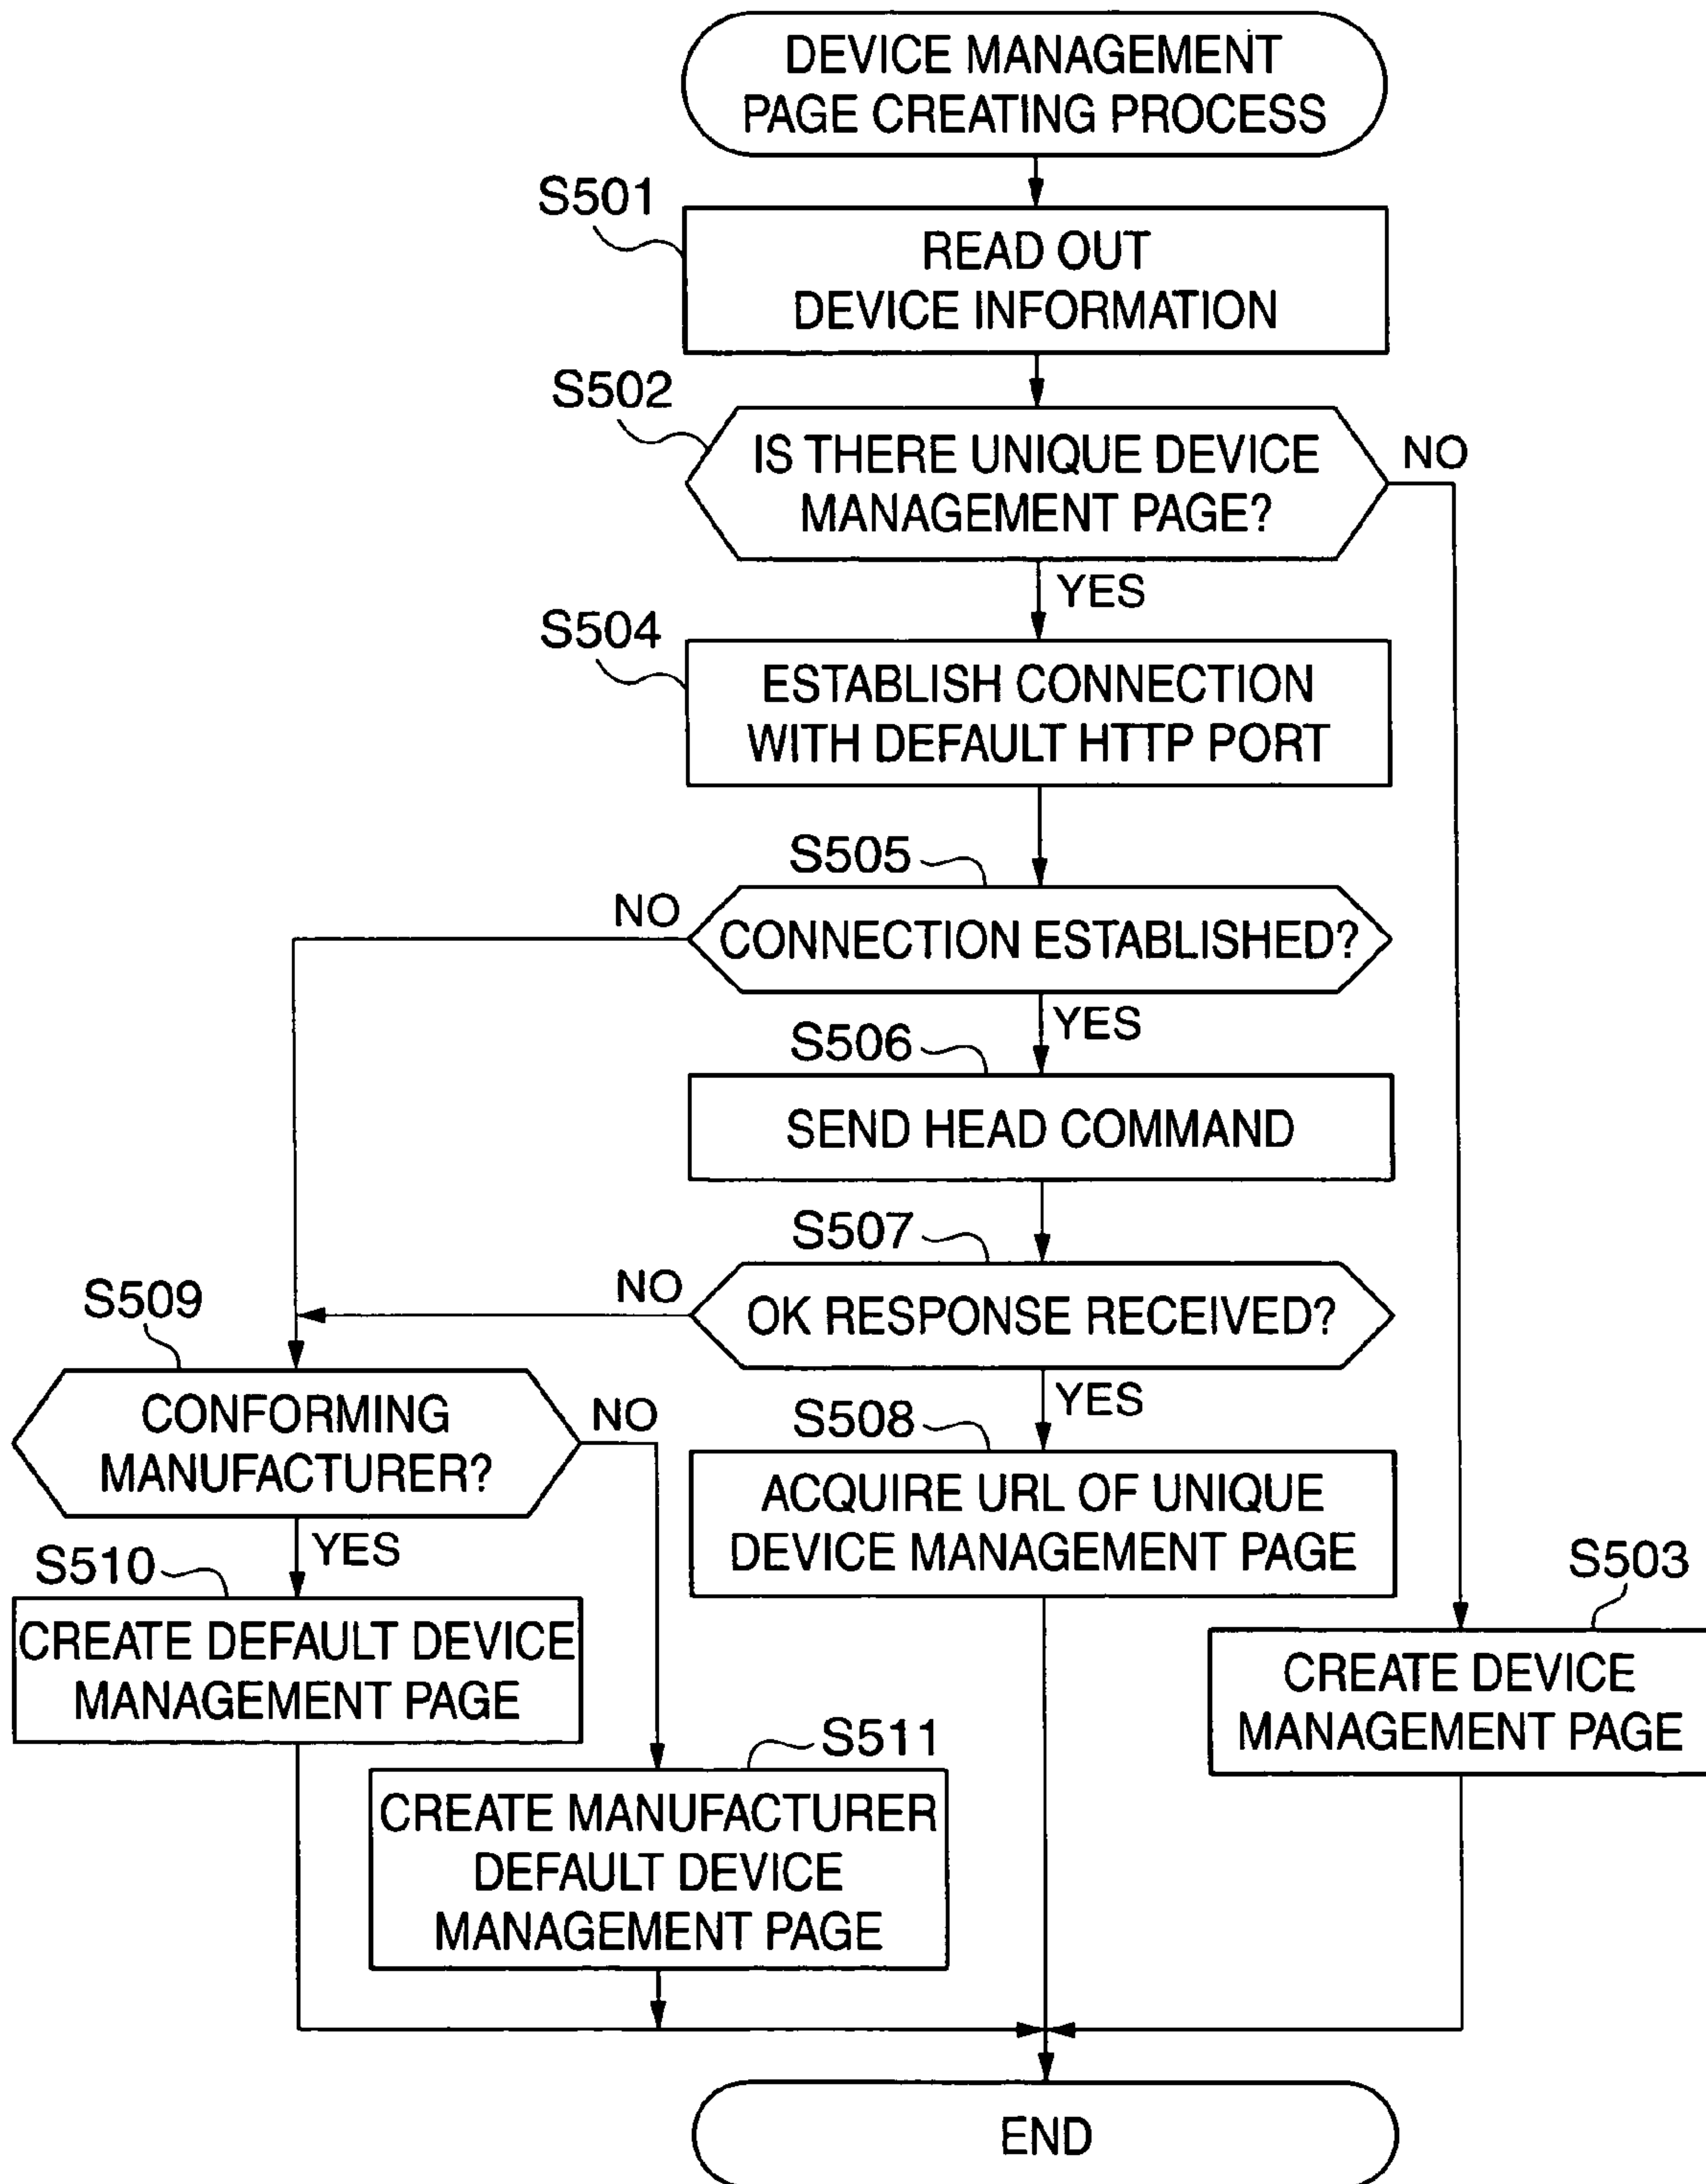 DEVICE MANAGEMENT
PAGE CREATING PROCESS
S501
READ OUT
DEVICE INFORMATION
S502
IS THERE UNIQUE DEVICE
MANAGEMENT PAGE?
NO
YES
S504
ESTABLISH CONNECTION
WITH DEFAULT HTTP PORT
S505
NO
CONNECTION ESTABLISHED?
YES
S506
SEND HEAD COMMAND
S507
NO
OK RESPONSE RECEIVED?
YES
S509
CONFORMING
MANUFACTURER?
NO
YES
S508
ACQUIRE URL OF UNIQUE
DEVICE MANAGEMENT PAGE
S510
CREATE DEFAULT DEVICE
MANAGEMENT PAGE
S503
CREATE DEVICE
MANAGEMENT PAGE
S511
CREATE MANUFACTURER
DEFAULT DEVICE
MANAGEMENT PAGE
END